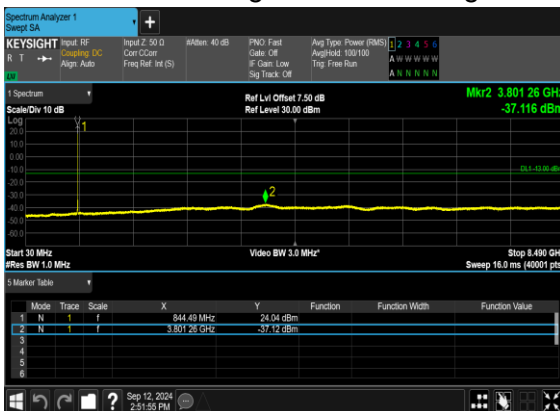 Spectrum Analyzer 1
Swept SA
+
KEYSIGHT Input: RF Input Z: 50 Ω #Atten: 40 dB PNO: Fast Avg Type: Power (RMS) 1 2 3 4 5 6
R T Coupling: DC Corr CCorr Gate: Off Avg|Hold: 100/100 A W W W W W
Align: Auto Freq Ref: Int (S) IF Gain: Low Trig: Free Run
Sig Track: Off A N N N N N
LW
1 Spectrum Ref Lvl Offset 7.50 dB Mkr2 3.801 26 GHz
Scale/Div 10 dB Ref Level 30.00 dBm -37.116 dBm
Log
20.0
10.0
0.00
-10.0
-20.0
-30.0
-40.0
-50.0
-60.0
1
DL1 -13.00 dBm
2
Start 30 MHz Video BW 3.0 MHz* Stop 8.490 GHz
#Res BW 1.0 MHz Sweep 16.0 ms (40001 pts)
5 Marker Table
Mode Trace Scale X Y Function Function Width Function Value
1 N 1 f 844.49 MHz 24.04 dBm
2 N 1 f 3.801 26 GHz -37.12 dBm
3
4
5
6
? Sep 12, 2024
2:51:55 PM